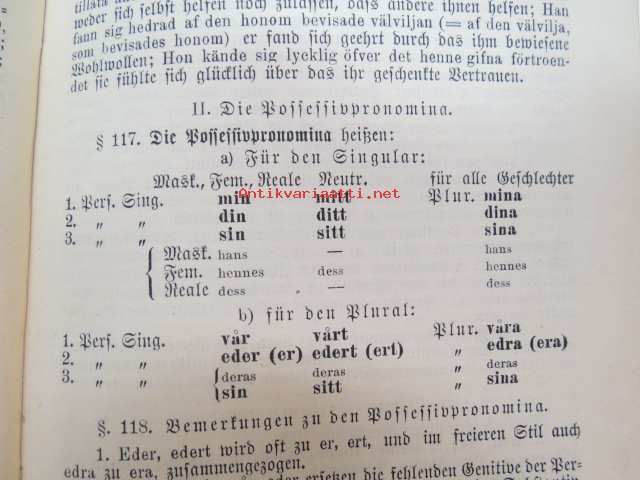 weder sich selbst helfen noch zulassen, dass andere ihnen helfen; Han
fann sig hedrad af den honom bevisade välviljan (= af den välvilja,
som bevisades honom) er fand sich geehrt durch das ihm bewiesene
Wohlwollen; Hon kände sig lycklig öfver det henne gifna förtroen-
det sie fühlte sich glücklich über das ihr geschenkte Vertrauen.
II. Die Possessivpronomina.
§ 117. Die Possessivpronomina heißen:
a) Für den Singular:
Mask., Fem., Reale Neutr. für alle Geschlechter
Antikvariaatti.net
1. Pers. Sing. min mitt Plur. mina
2. „ „ din ditt dina
3. „ „ sin sitt sina
Mask. hans — hans
Fem. hennes dess hennes
Reale dess — dess
b) für den Plural:
1. Pers. Sing. vår vårt Plur. våra
2. „ „ eder (er) edert (ert) „ edra (era)
3. „ „ deras „ deras
sin sitt „ sina
§. 118. Bemerkungen zu den Possessivpronomina.
1. Eder, edert wird oft zu er, ert, und im freieren Stil auch
edra zu era, zusammengezogen.
ersetzen die fehlenden Genitive der Per-